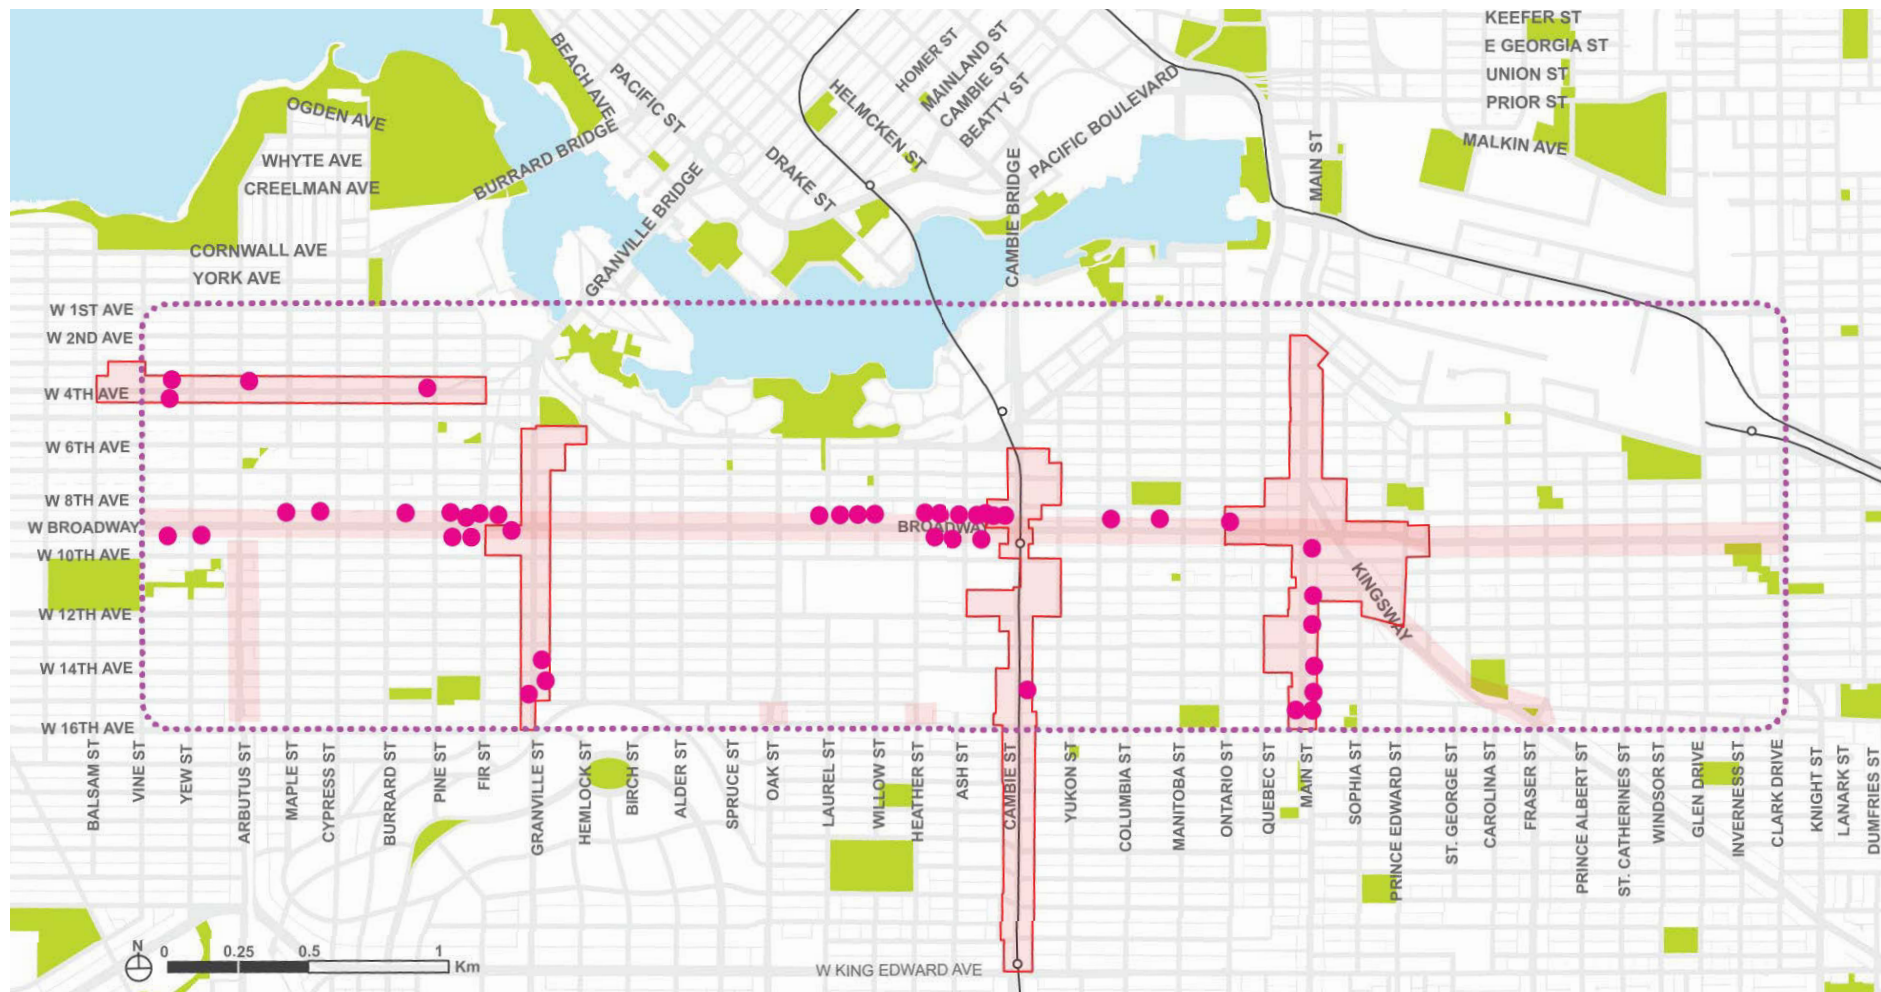 KEEFER ST
E GEORGIA ST
UNION ST
PRIOR ST
MALKIN AVE
MAIN ST
BEACH AVE
PACIFIC ST
HOMER ST
MAINLAND ST
CAMBIE ST
BEATTY ST
HELMCKEN ST
PACIFIC BOULEVARD
DRAKE ST
OGDEN AVE
WHYTE AVE
CREELMAN AVE
BURRARD BRIDGE
GRANVILLE BRIDGE
CAMBIE BRIDGE
CORNWALL AVE
YORK AVE
W 1ST AVE
W 2ND AVE
W 4TH AVE
W 6TH AVE
W 8TH AVE
W BROADWAY
BROADWAY
W 10TH AVE
KINGSWAY
W 12TH AVE
W 14TH AVE
W 16TH AVE
BALSAM ST
VINE ST
YEW ST
ARBUTUS ST
MAPLE ST
CYPRESS ST
BURRARD ST
PINE ST
FIR ST
GRANVILLE ST
HEMLOCK ST
BIRCH ST
ALDER ST
SPRUCE ST
OAK ST
LAUREL ST
WILLOW ST
HEATHER ST
ASH ST
CAMBIE ST
YUKON ST
COLUMBIA ST
MANITOBA ST
ONTARIO ST
QUEBEC ST
MAIN ST
SOPHIA ST
PRINCE EDWARD ST
ST. GEORGE ST
CAROLINA ST
FRASER ST
PRINCE ALBERT ST
ST. CATHERINES ST
WINDSOR ST
GLEN DRIVE
INVERNESS ST
CLARK DRIVE
KNIGHT ST
LANARK ST
DUMFRIES ST
N
0 0.25 0.5 1
Km
W KING EDWARD AVE